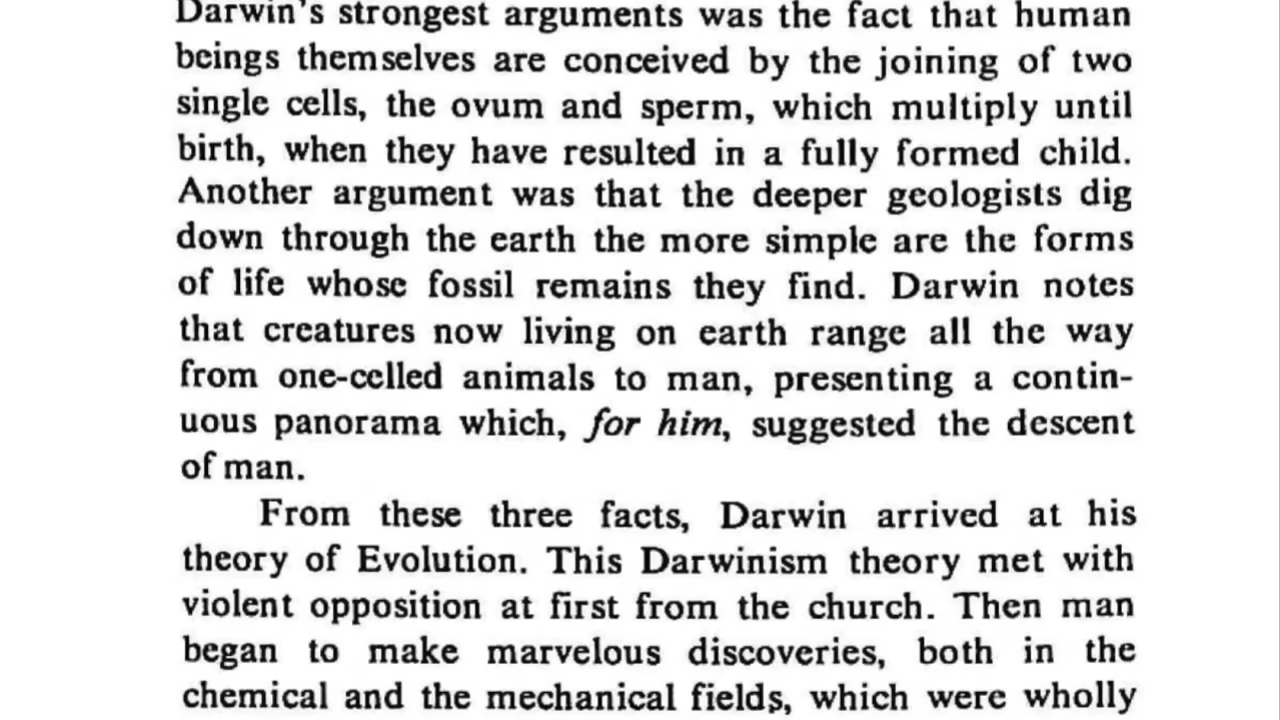 Darwin's strongest arguments was the fact that human
beings themselves are conceived by the joining of two
single cells, the ovum and sperm, which multiply until
birth, when they have resulted in a fully formed child.
Another argument was that the deeper geologists dig
down through the earth the more simple are the forms
of life whose fossil remains they find. Darwin notes
that creatures now living on earth range all the way
from one-celled animals to man, presenting a contin-
uous panorama which, for him, suggested the descent
of man.
From these three facts, Darwin arrived at his
theory of Evolution. This Darwinism theory met with
violent opposition at first from the church. Then man
began to make marvelous discoveries, both in the
chemical and the mechanical fields, which were wholly